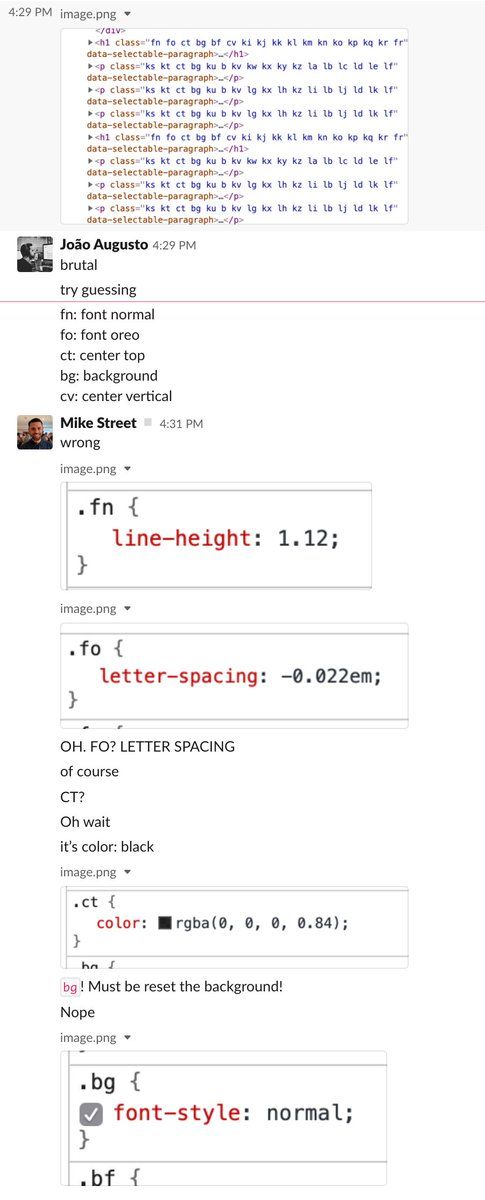 4:29 PM image.png
</div>
<h1 class="fn fo ct bg bf cv ki kj kk kl km kn ko kp kq kr fr"
data-selectable-paragraph>…</h1>
<p class="ks kt ct bg ku b kv kw kx ky kz la lb lc ld le lf"
data-selectable-paragraph>…</p>
<p class="ks kt ct bg ku b kv lg kx lh kz li lb lj ld lk lf"
data-selectable-paragraph>…</p>
<p class="ks kt ct bg ku b kv lg kx lh kz li lb lj ld lk lf"
data-selectable-paragraph>…</p>
<h1 class="fn fo ct bg bf cv ki kj kk kl km kn ko kp kq kr fr"
data-selectable-paragraph>…</h1>
<p class="ks kt ct bg ku b kv kw kx ky kz la lb lc ld le lf"
data-selectable-paragraph>…</p>
<p class="ks kt ct bg ku b kv lg kx lh kz li lb lj ld lk lf"
data-selectable-paragraph>…</p>
<p class="ks kt ct bg ku b kv lg kx lh kz li lb lj ld lk lf"
data-selectable-paragraph>…</p>
João Augusto 4:29 PM
brutal
try guessing
fn: font normal
fo: font oreo
ct: center top
bg: background
cv: center vertical
Mike Street 4:31 PM
wrong
image.png
.fn {
line-height: 1.12;
}
image.png
.fo {
letter-spacing: -0.022em;
}
OH. FO? LETTER SPACING
of course
CT?
Oh wait
it's color: black
image.png
.ct {
color: rgba(0, 0, 0, 0.84);
}
bg {
bg! Must be reset the background!
Nope
image.png
.bg {
font-style: normal;
}
.bf {